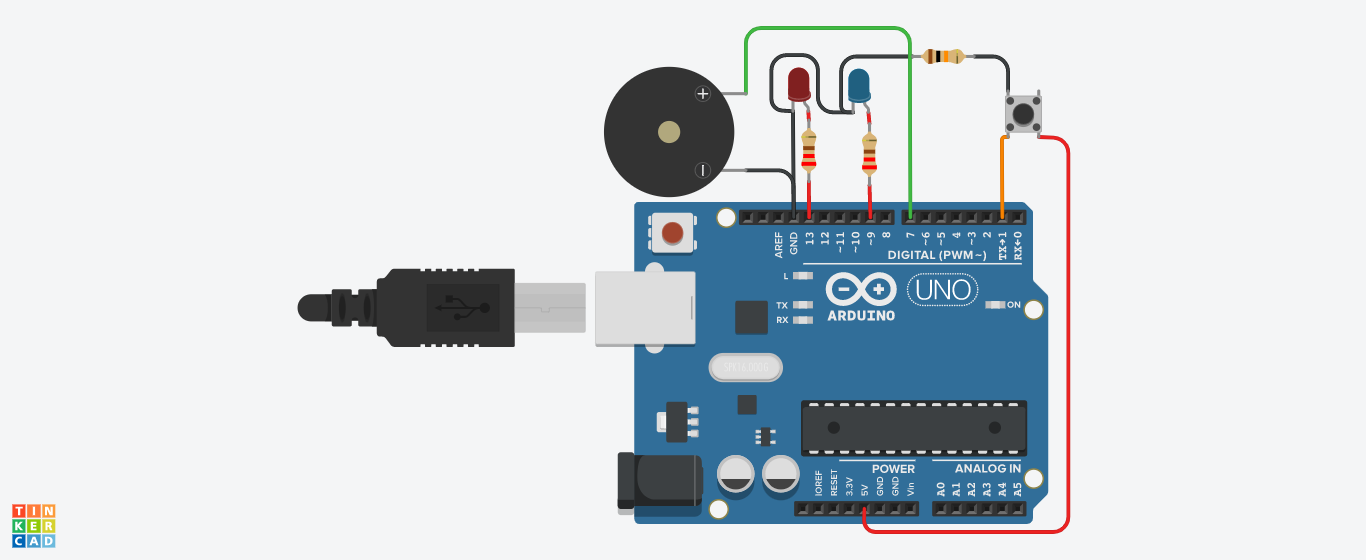 +
−
AREF
GND
13
12
~11
~10
~9
8
7
~6
~5
4
~3
2
TX→1
RX←0
DIGITAL (PWM~)
L
TX
RX
UNO
ARDUINO
ON
POWER
ANALOG IN
IOREF
RESET
3.3V
5V
GND
GND
Vin
A0
A1
A2
A3
A4
A5
TIN
KER
CAD